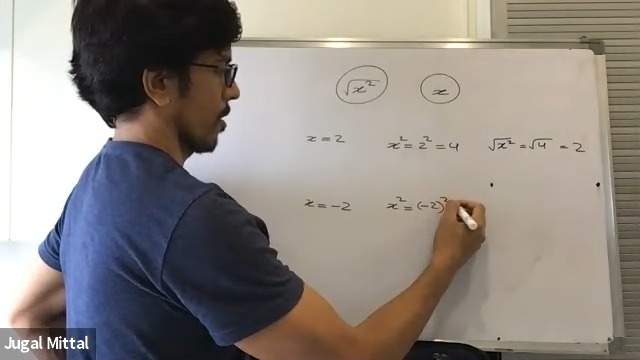 √x² x
x = 2 x² = 2² = 4 √x² = √4 = 2
x = -2 x² = (-2)²
Jugal Mittal